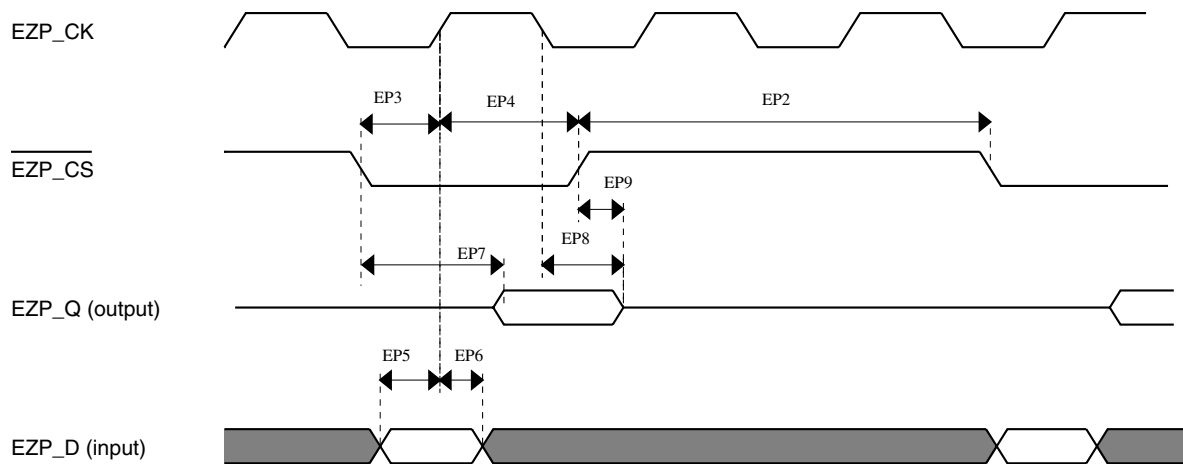 EZP_CK
EP3
EP4
EP2
EZP_CS
EP9
EP8
EP7
EZP_Q (output)
EP5
EP6
EZP_D (input)